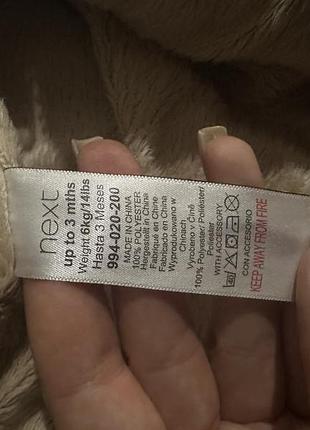 next
up to 3 mths
Weight 6kg/14lbs
Hasta 3 Meses
994-020-200
MADE IN CHINA
100% POLYESTER
Hergestellt in China
Fabriqué en Chine
Fabricado en China
Wyprodukowano w
Chinach
Vyrobeno v Číně
100% Polyester/ Poliéster/
Poliester
WITH ACCESSORY
40
CON ACCESORIO
KEEP AWAY FROM FIRE